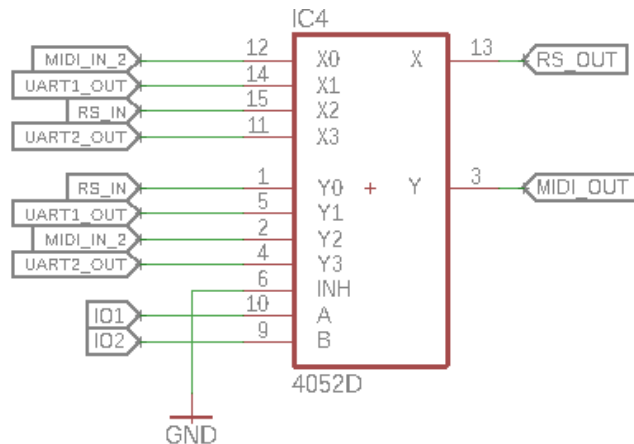 IC4
MIDI_IN_2 12 X0 X 13 RS_OUT
UART1_OUT 14 X1
RS_IN 15 X2
UART2_OUT 11 X3
RS_IN 1 Y0 Y 3 MIDI_OUT
UART1_OUT 5 Y1
MIDI_IN_2 2 Y2
UART2_OUT 4 Y3
6 INH
IO1 10 A
IO2 9 B
4052D
GND